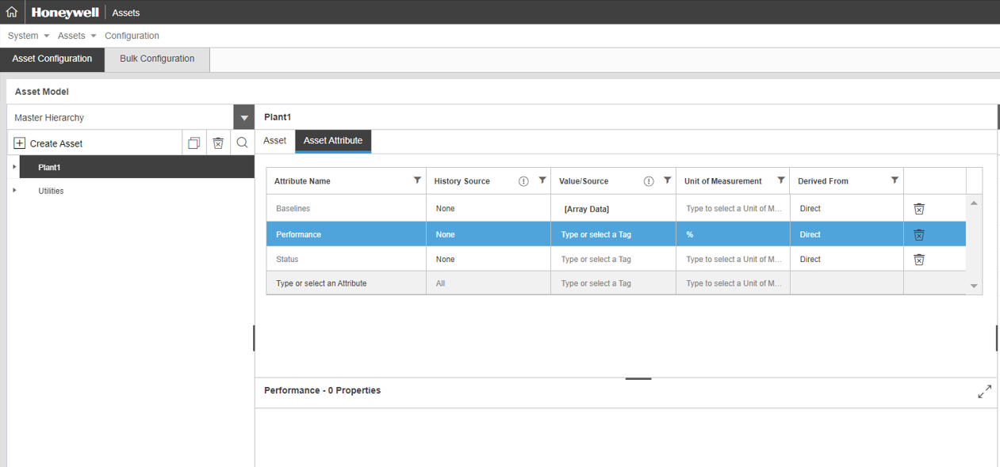 Honeywell Assets
System Assets Configuration
Asset Configuration Bulk Configuration
Asset Model
Master Hierarchy
Plant1
Create Asset
Asset Asset Attribute
Plant1
Utilities
Attribute Name History Source Value/Source Unit of Measurement Derived From
Baselines None [Array Data] Type to select a Unit of M... Direct
Performance None Type or select a Tag % Direct
Status None Type or select a Tag Type to select a Unit of M... Direct
Type or select an Attribute All Type or select a Tag Type to select a Unit of M...
Performance - 0 Properties